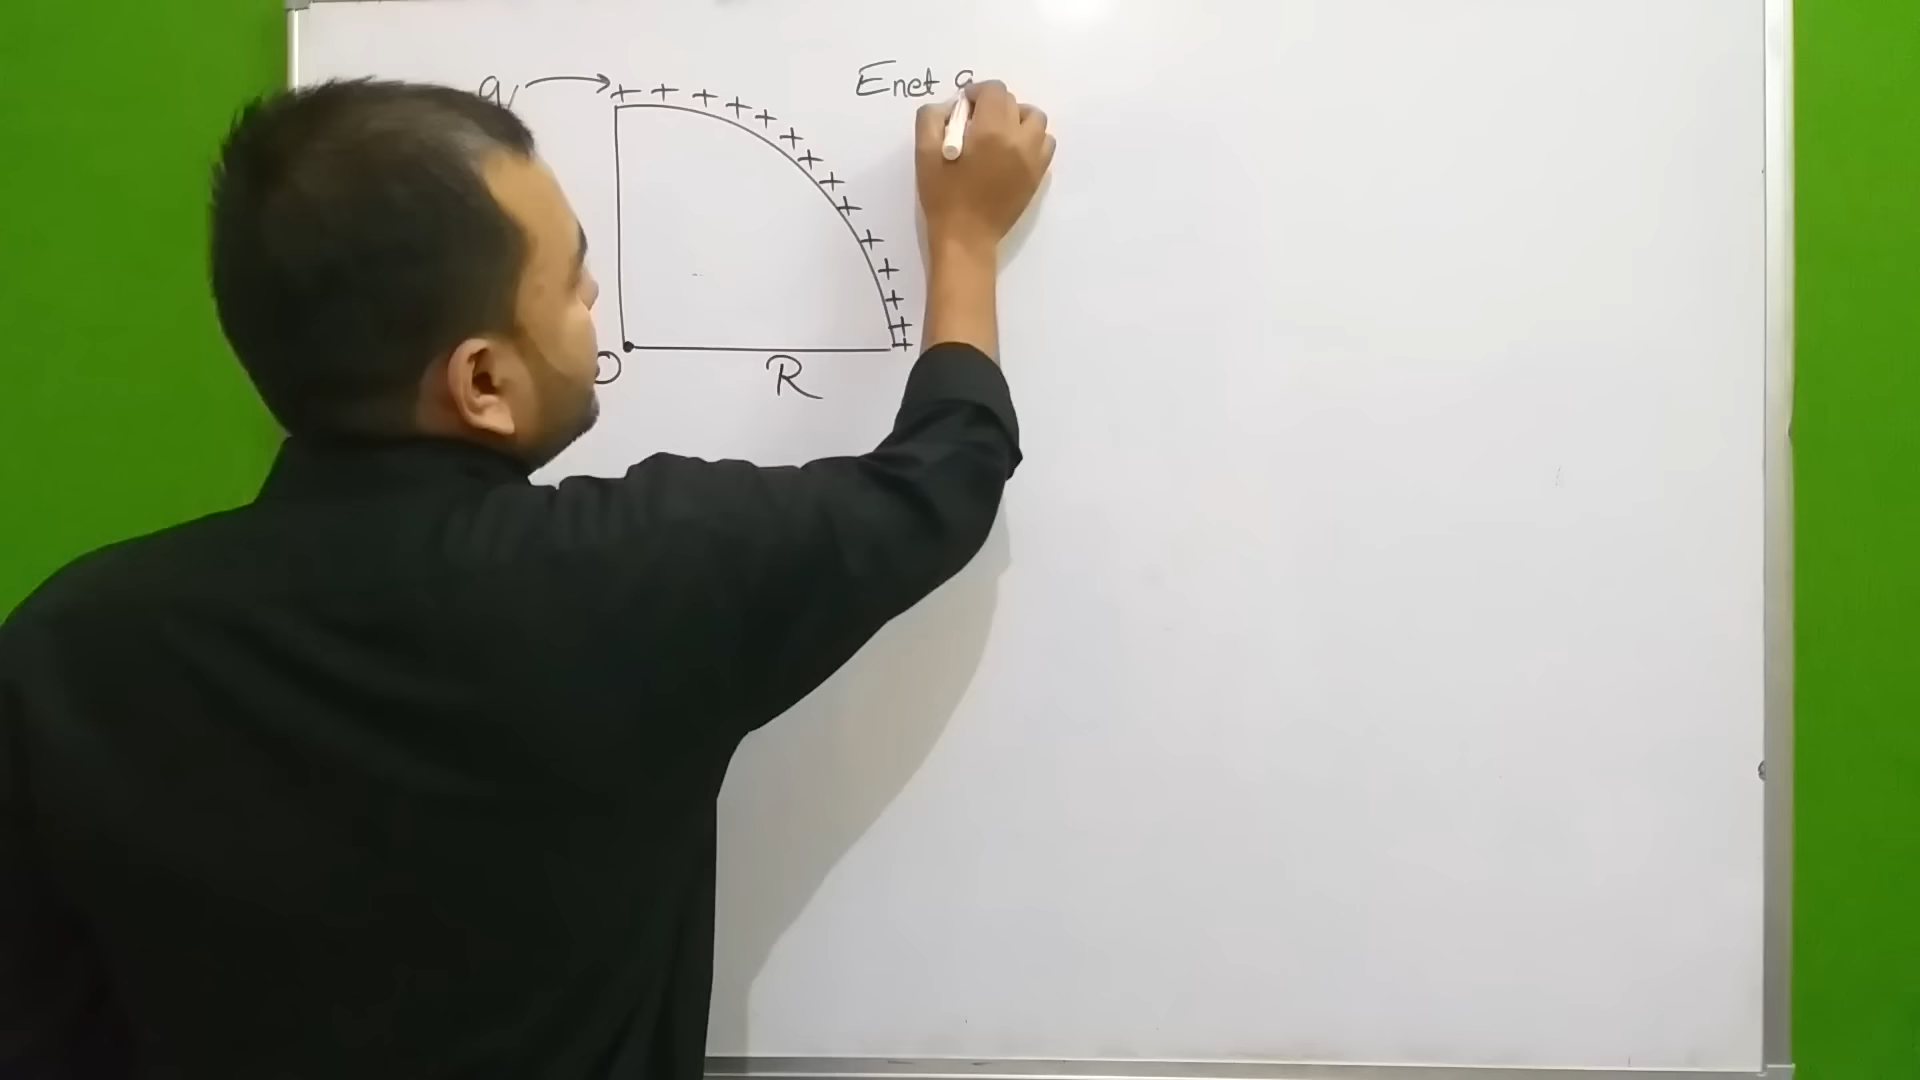 q
+ + + + + + + + + + + + + +
Enet
O
R